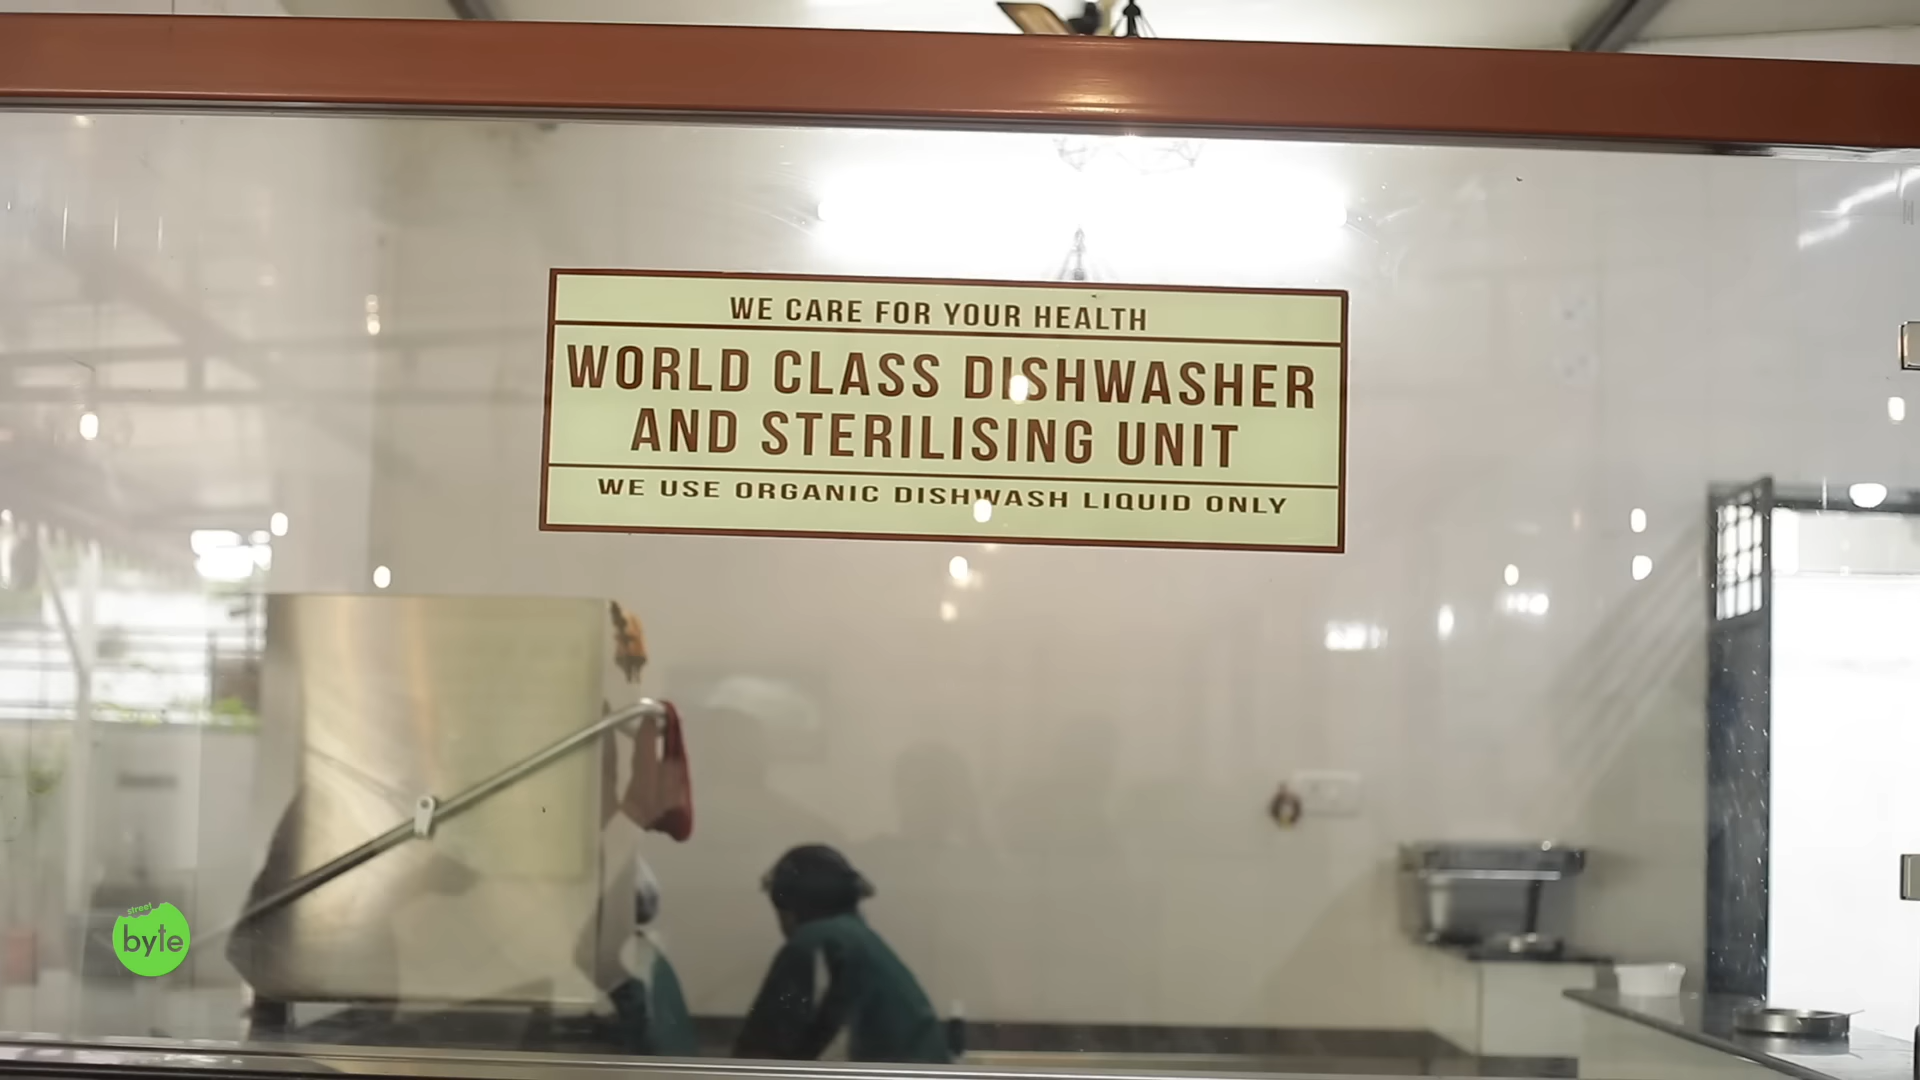 WE CARE FOR YOUR HEALTH
WORLD CLASS DISHWASHER
AND STERILISING UNIT
WE USE ORGANIC DISHWASH LIQUID ONLY
street
byte